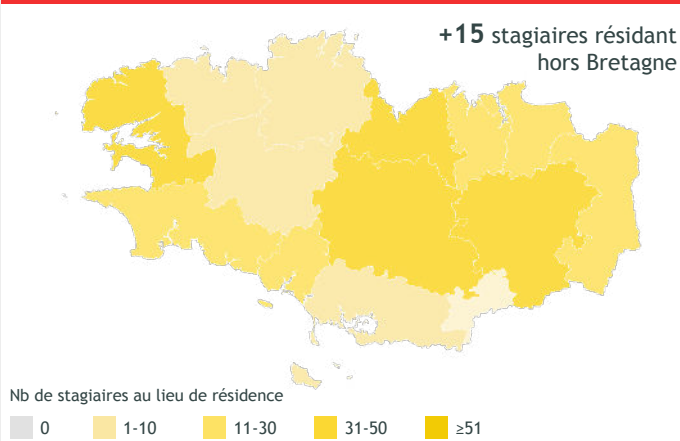 +15 stagiaires résidant
hors Bretagne
Nb de stagiaires au lieu de résidence
0 1-10 11-30 31-50 ≥51